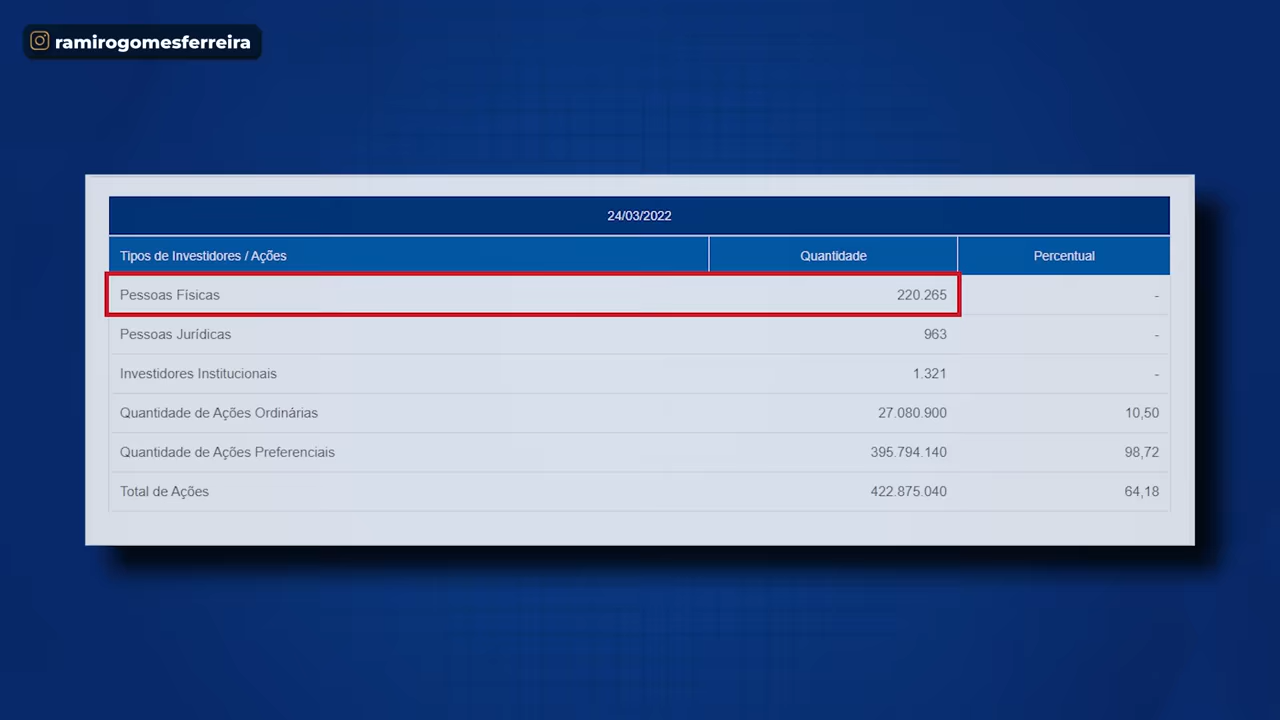 ramirogomesferreira
24/03/2022
Tipos de Investidores / Ações Quantidade Percentual
Pessoas Físicas 220.265 -
Pessoas Jurídicas 963 -
Investidores Institucionais 1.321 -
Quantidade de Ações Ordinárias 27.080.900 10,50
Quantidade de Ações Preferenciais 395.794.140 98,72
Total de Ações 422.875.040 64,18